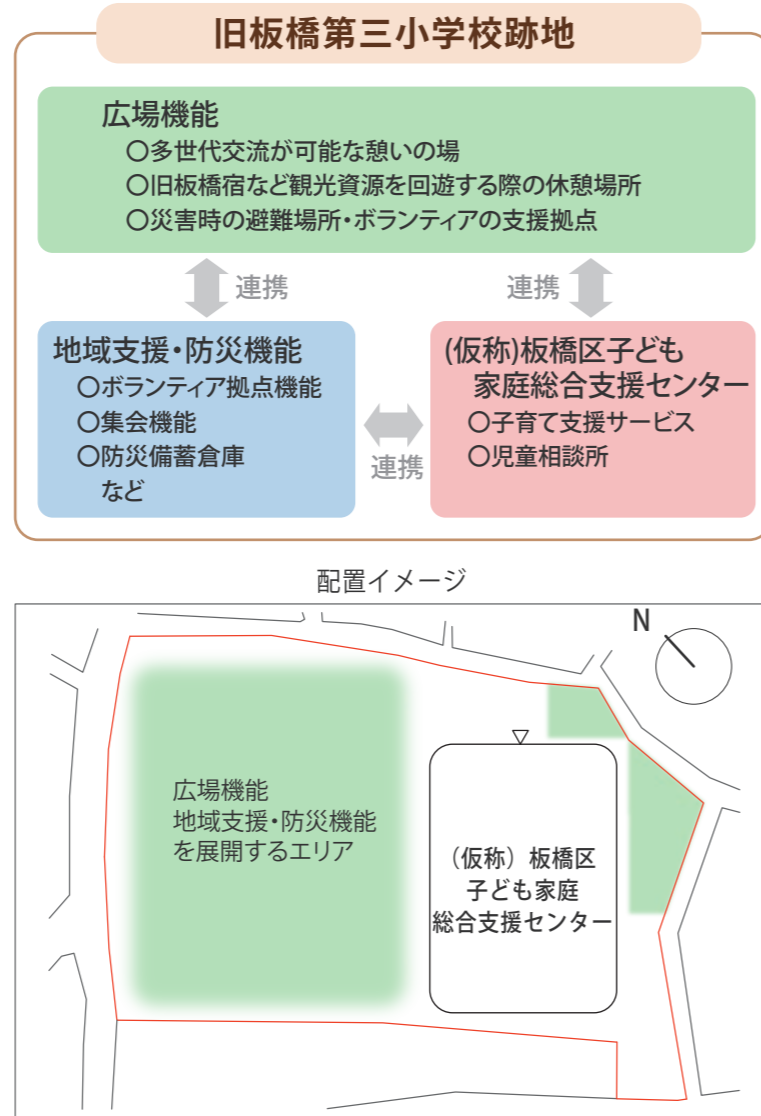 旧板橋第三小学校跡地
広場機能
○多世代交流が可能な憩いの場
○旧板橋宿など観光資源を回遊する際の休憩場所
○災害時の避難場所・ボランティアの支援拠点
連携
連携
地域支援・防災機能
○ボランティア拠点機能
○集会機能
○防災備蓄倉庫
など
連携
(仮称)板橋区子ども
家庭総合支援センター
○子育て支援サービス
○児童相談所
配置イメージ
N
広場機能
地域支援・防災機能
を展開するエリア
（仮称）板橋区
子ども家庭
総合支援センター